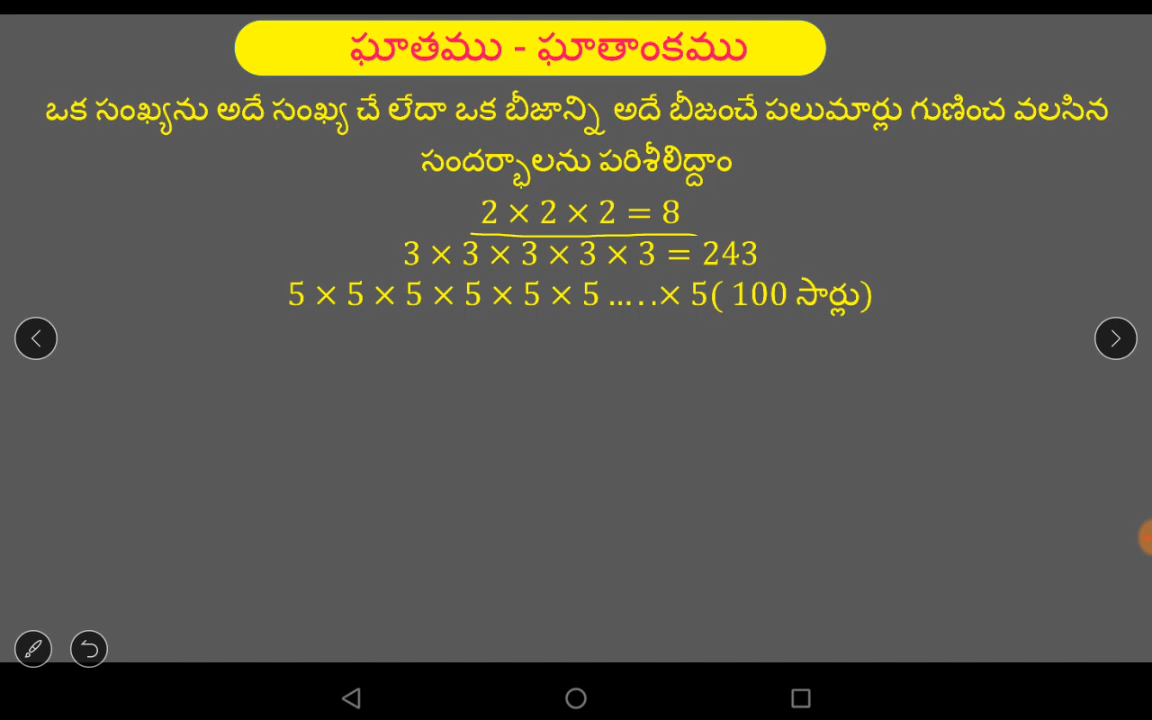 ఘాతము - ఘాతాంకము
ఒక సంఖ్యను అదే సంఖ్య చే లేదా ఒక బీజాన్ని అదే బీజంచే పలుమార్లు గుణించ వలసిన
సందర్భాలను పరిశీలిద్దాం
2 × 2 × 2 = 8
3 × 3 × 3 × 3 × 3 = 243
5 × 5 × 5 × 5 × 5 × 5 … . .× 5( 100 సార్లు)